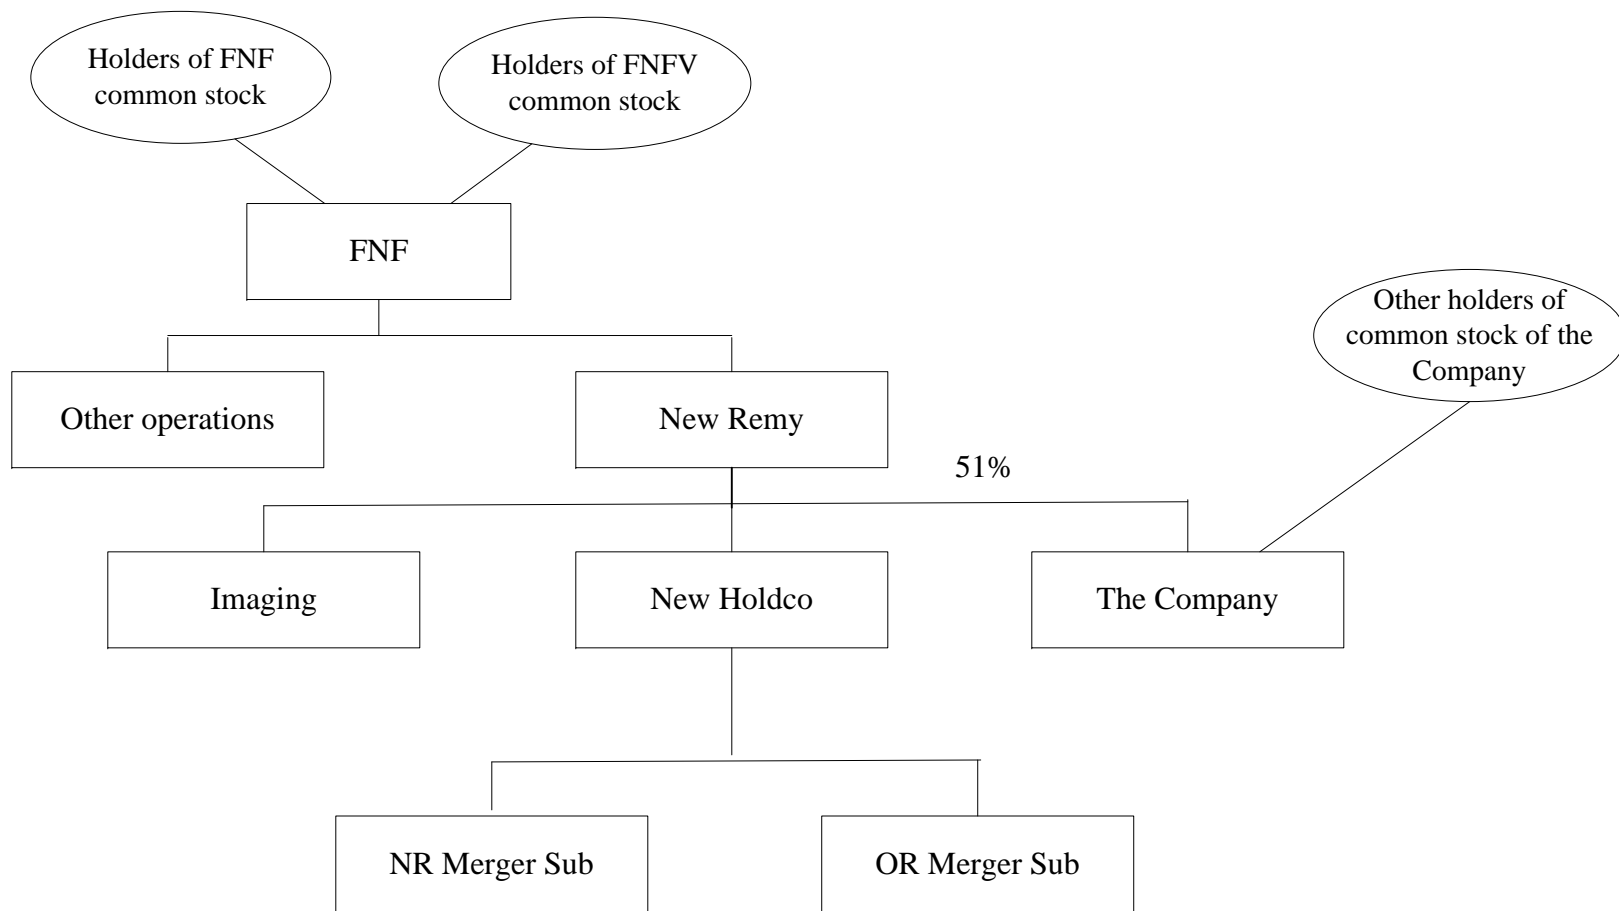 Holders of FNF
common stock
Holders of FNFV
common stock
FNF
Other holders of
common stock of the
Company
Other operations
New Remy
51%
Imaging
New Holdco
The Company
NR Merger Sub
OR Merger Sub